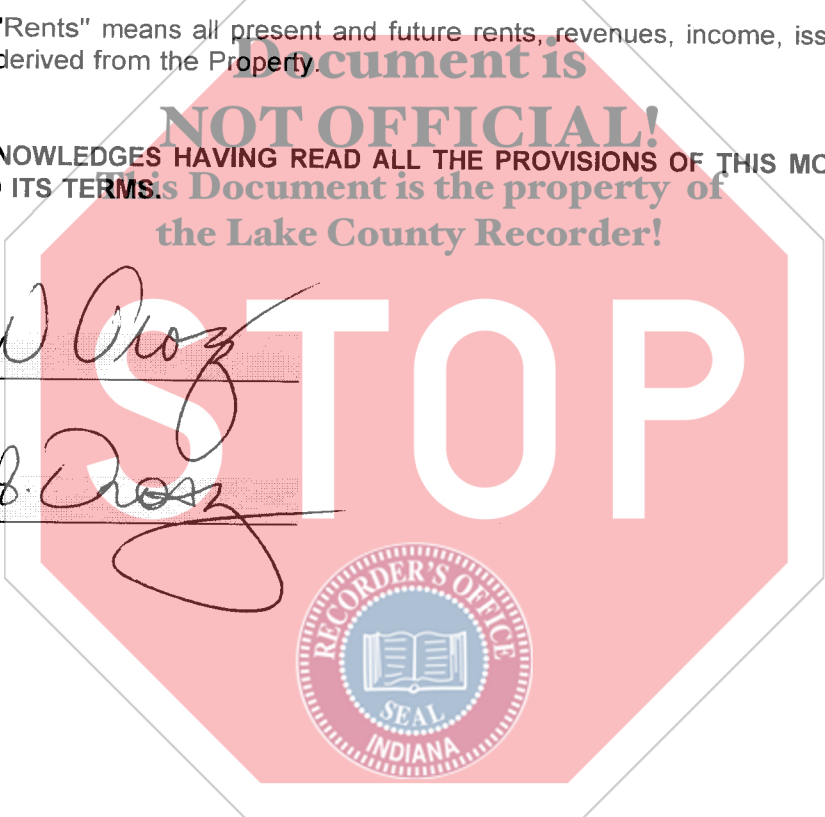 "Rents" means all present and future rents, revenues, income, iss
derived from the Property.
Document is
NOT OFFICIAL!
NOWLEDGES HAVING READ ALL THE PROVISIONS OF THIS MO
ITS TERMS.
This Document is the property of
the Lake County Recorder!
STOP
RECORDER'S OFFICE
SEAL
INDIANA